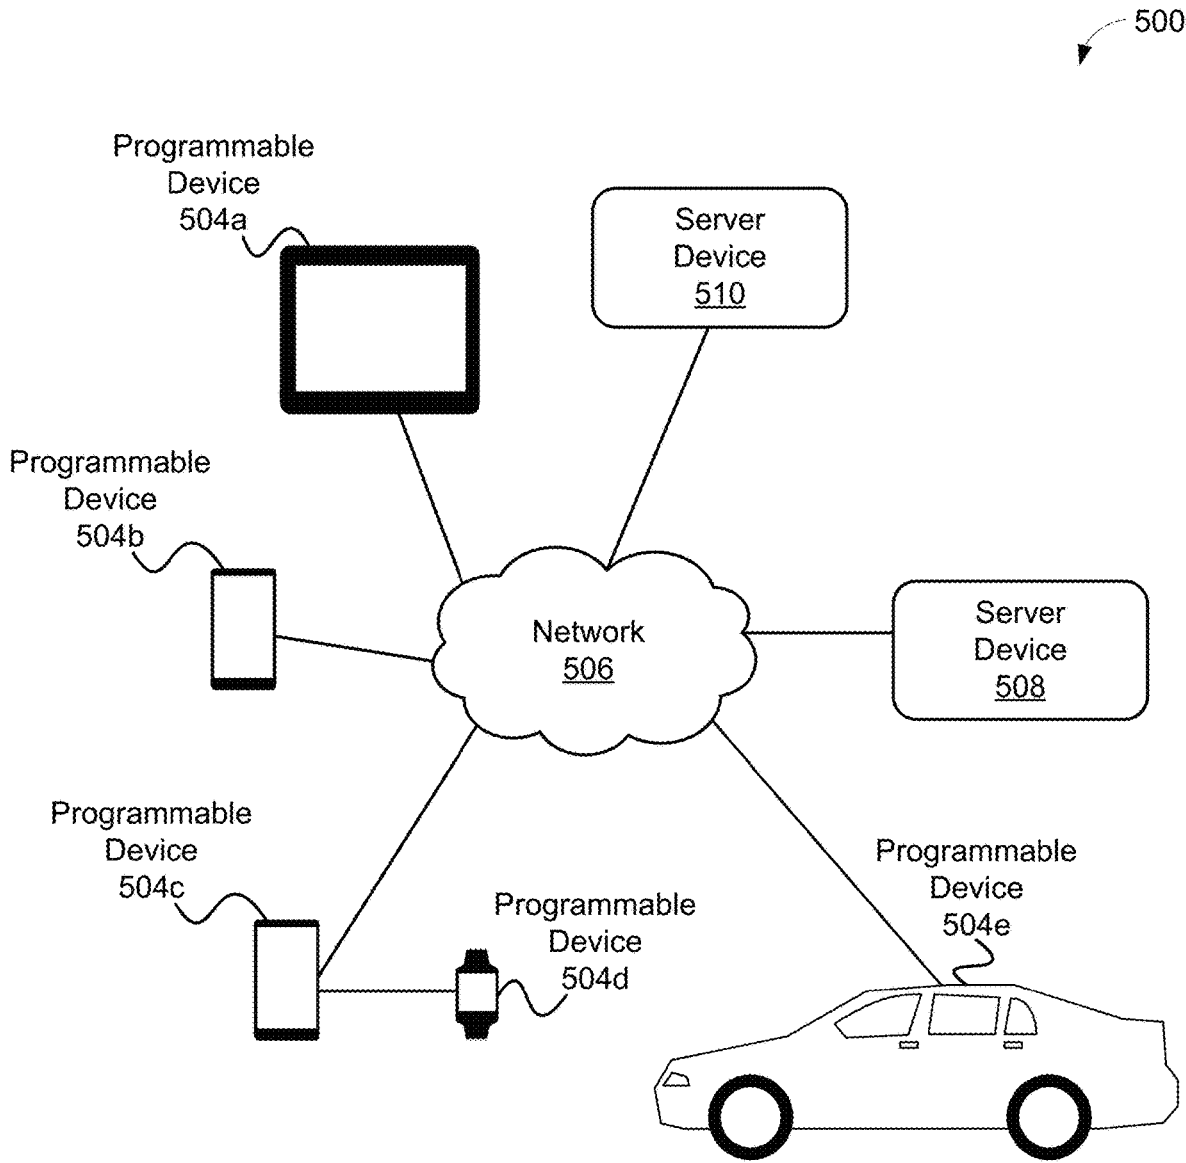 500
Programmable
Device
504a
Server
Device
510
Programmable
Device
504b
Network
506
Server
Device
508
Programmable
Device
504c
Programmable
Device
504d
Programmable
Device
504e